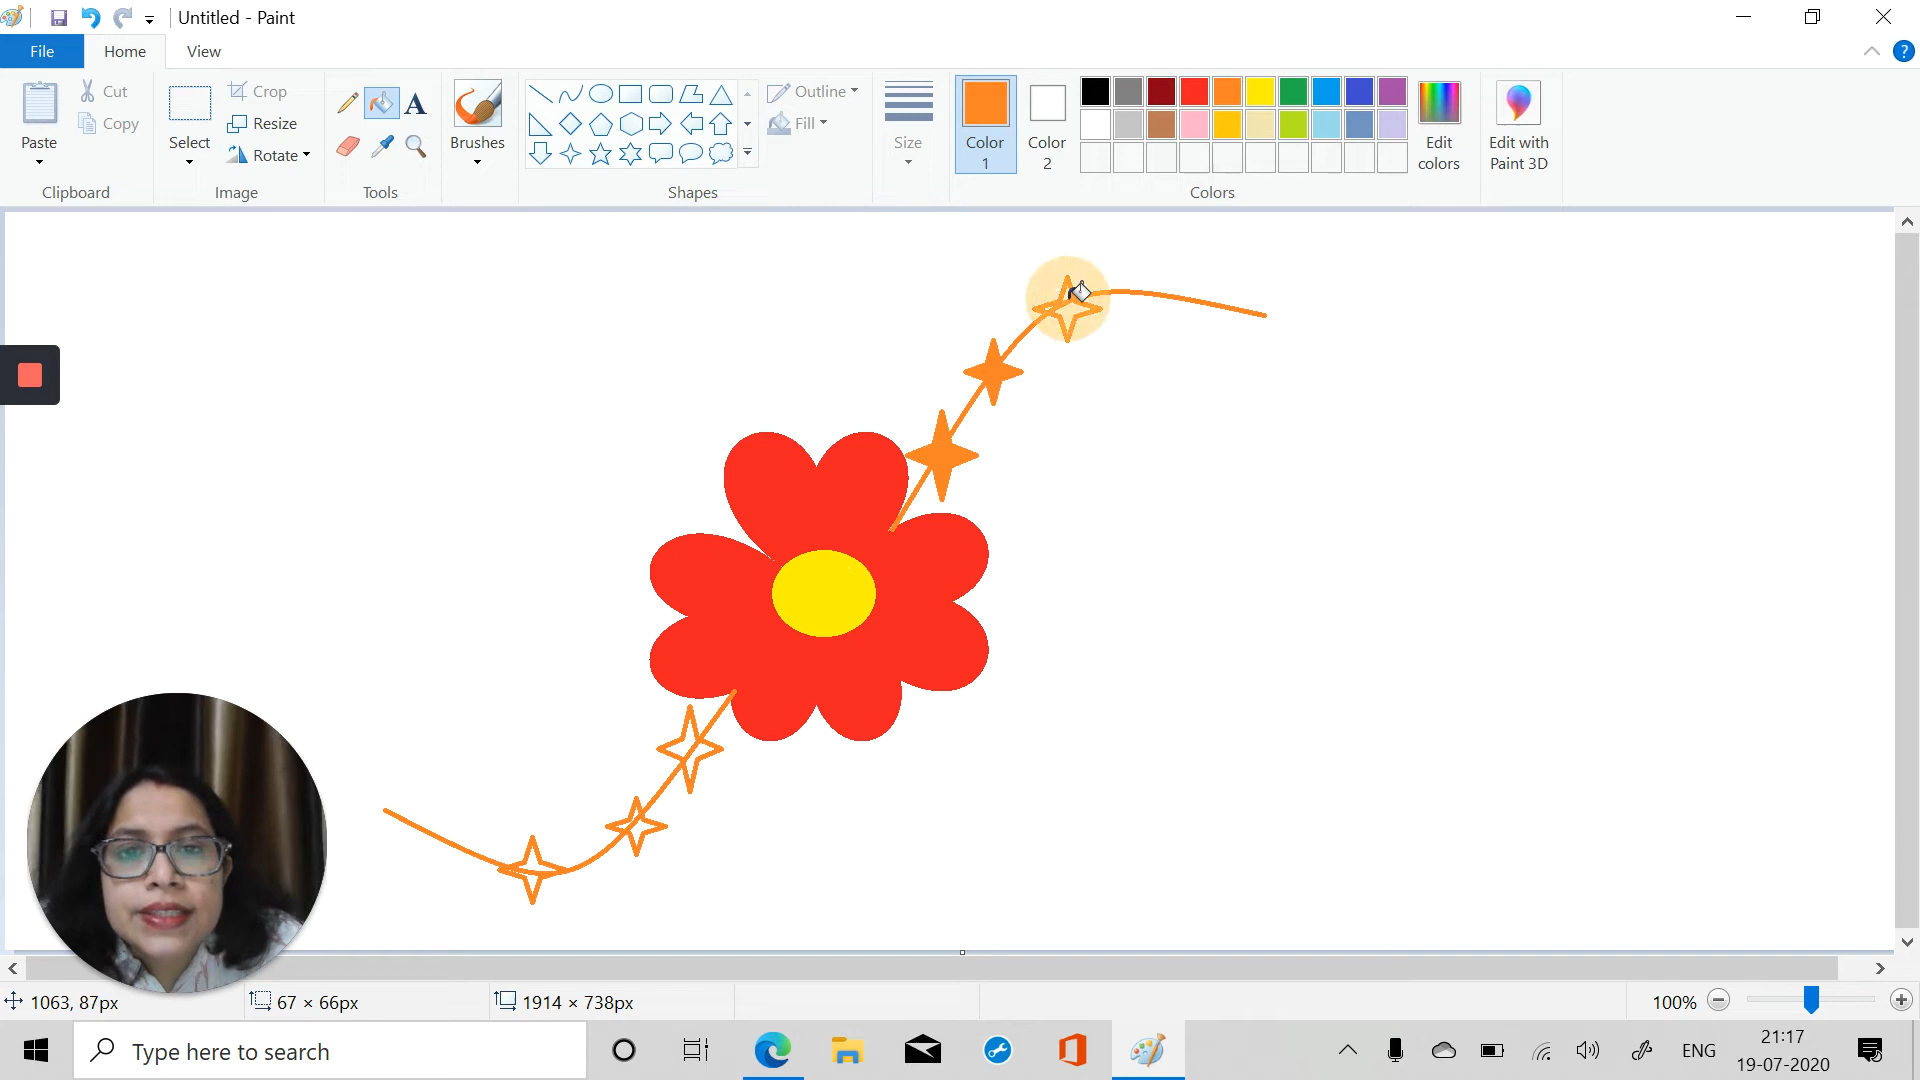 Untitled - Paint
File
Home
View
?
Paste
Cut
Copy
Clipboard
Select
Crop
Resize
Rotate
Image
A
Tools
Brushes
Outline
Fill
Shapes
Size
Color 1
Color 2
Edit colors
Colors
Edit with Paint 3D
1063, 87px
67 × 66px
1914 × 738px
100%
Type here to search
ENG
21:17
19-07-2020